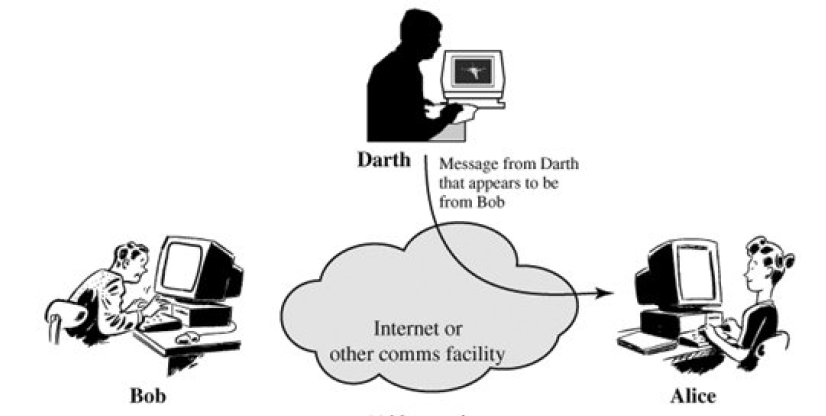 Darth
Message from Darth
that appears to be
from Bob
Internet or
other comms facility
Bob
Alice